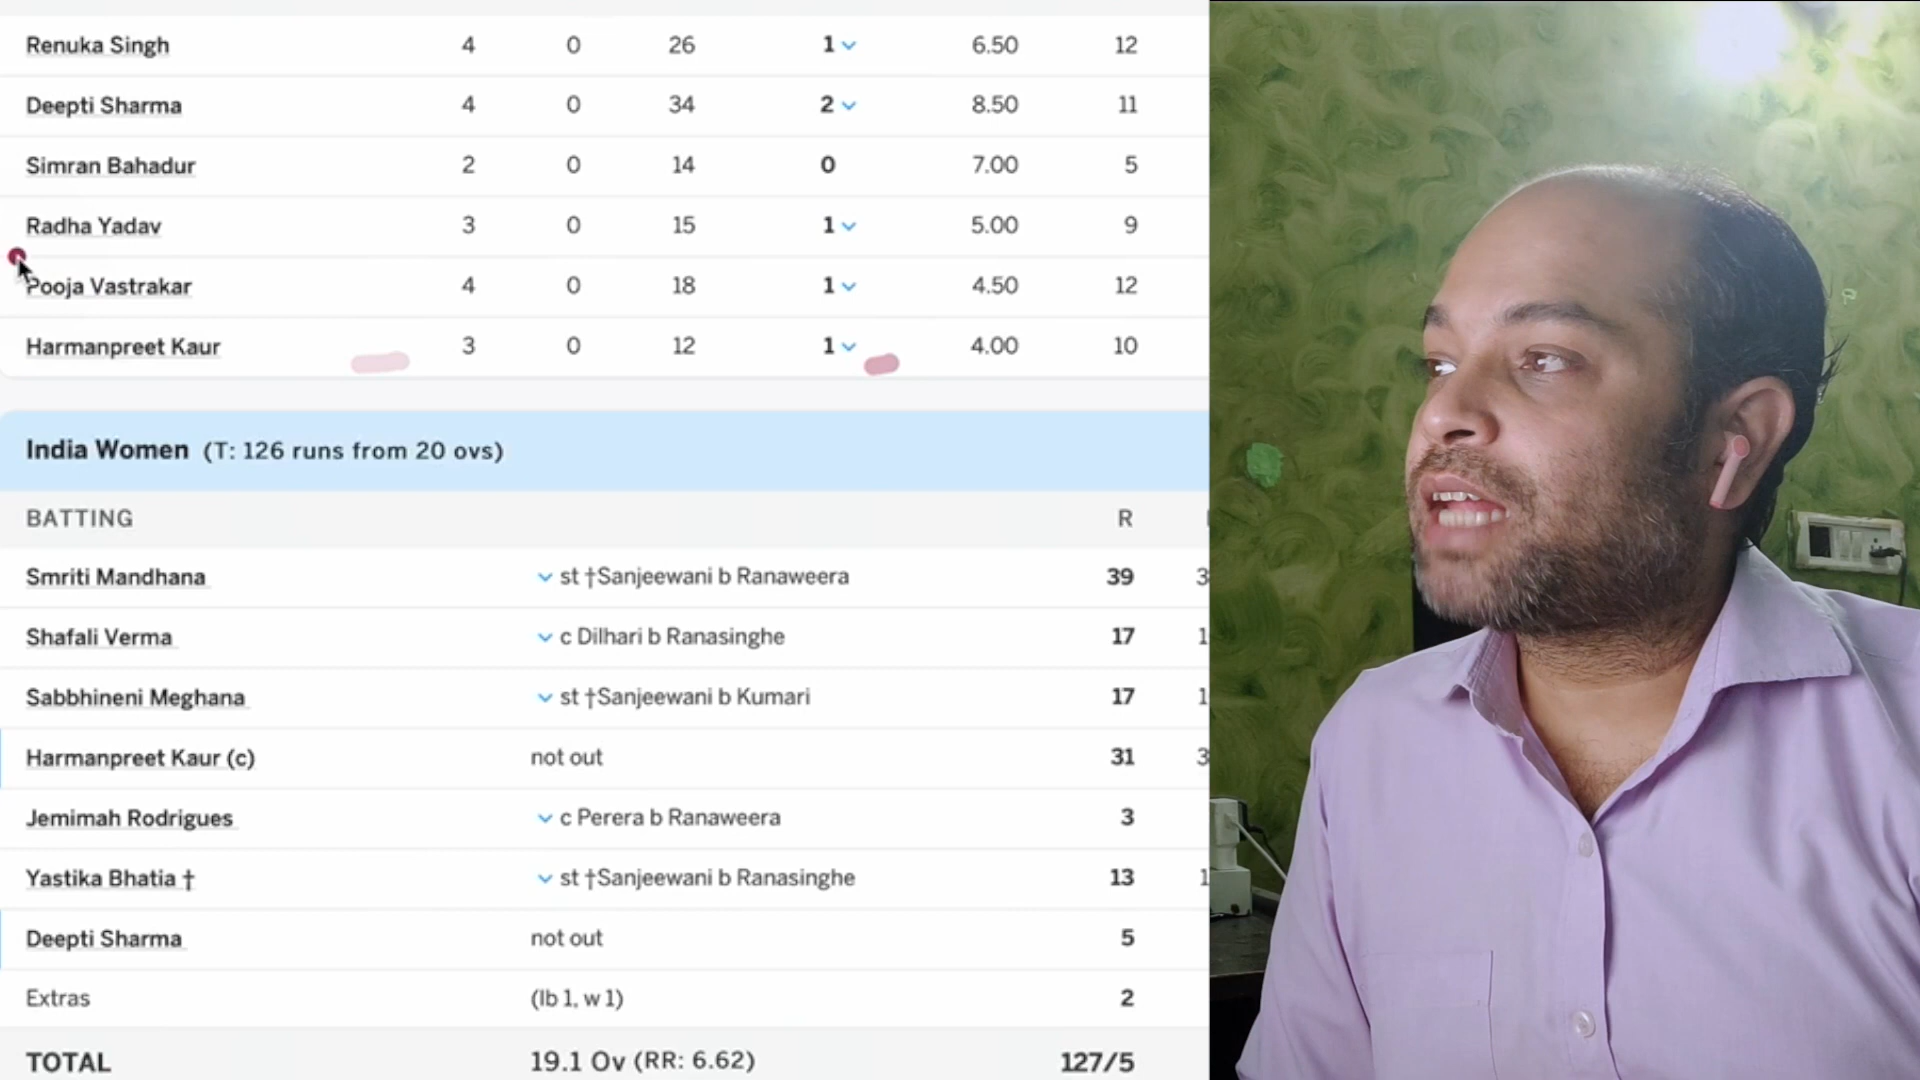 Renuka Singh 4 0 26 1 6.50 12
Deepti Sharma 4 0 34 2 8.50 11
Simran Bahadur 2 0 14 0 7.00 5
Radha Yadav 3 0 15 1 5.00 9
Pooja Vastrakar 4 0 18 1 4.50 12
Harmanpreet Kaur 3 0 12 1 4.00 10
India Women (T: 126 runs from 20 ovs)
BATTING R
Smriti Mandhana st †Sanjeewani b Ranaweera 39
Shafali Verma c Dilhari b Ranasinghe 17
Sabbhineni Meghana st †Sanjeewani b Kumari 17
Harmanpreet Kaur (c) not out 31
Jemimah Rodrigues c Perera b Ranaweera 3
Yastika Bhatia † st †Sanjeewani b Ranasinghe 13
Deepti Sharma not out 5
Extras (lb 1, w 1) 2
TOTAL 19.1 Ov (RR: 6.62) 127/5